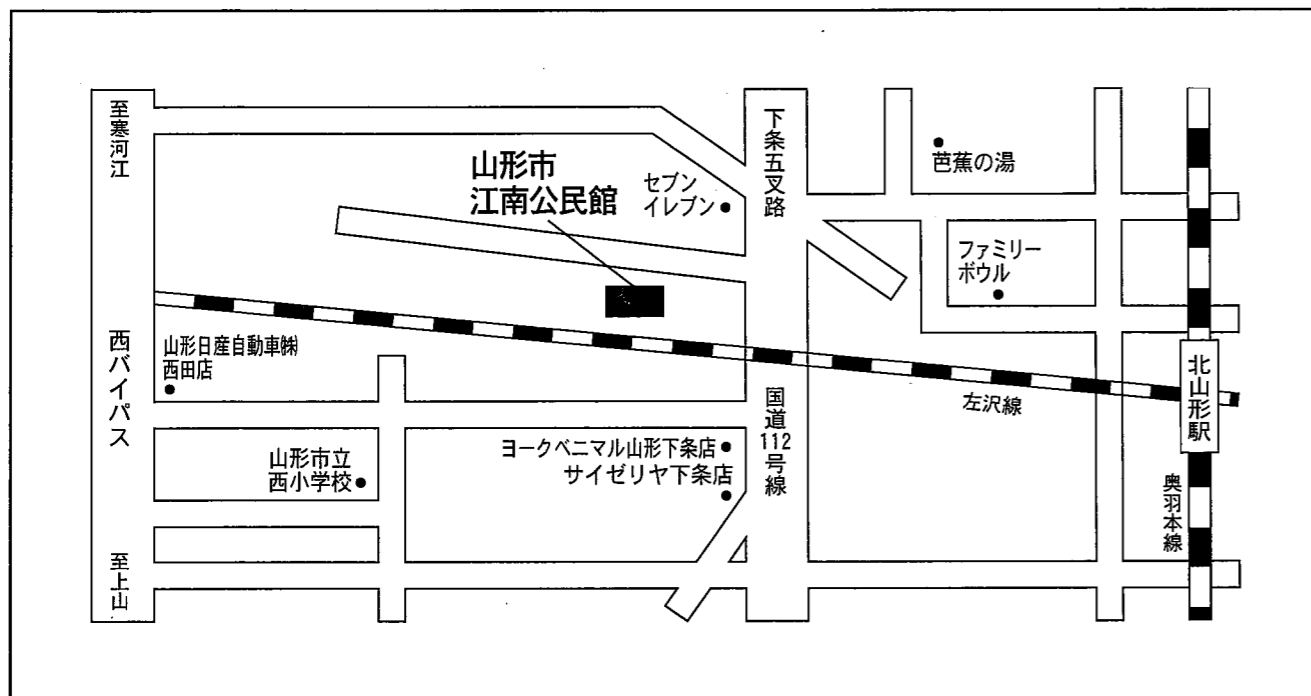 至寒河江
西バイパス
至上山
山形市
江南公民館
セブン
イレブン
下条五叉路
芭蕉の湯
ファミリー
ボウル
山形日産自動車㈱
西田店
山形市立
西小学校
ヨークベニマル山形下条店
サイゼリヤ下条店
国道112号線
左沢線
北山形駅
奥羽本線